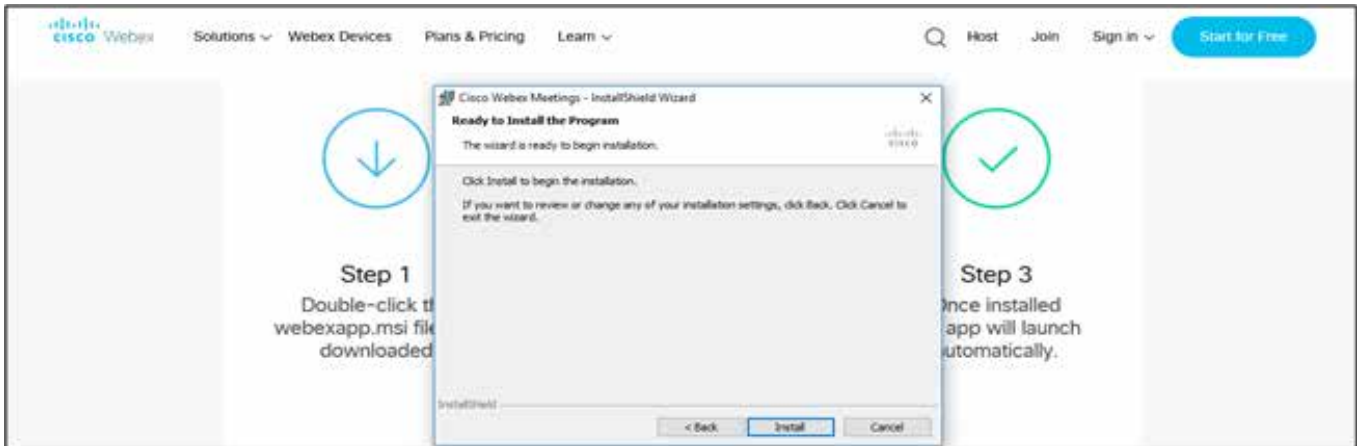 cisco Webex
Solutions Webex Devices Plans & Pricing Learn Host Join Sign in Start for Free
Cisco Webex Meetings - InstallShield Wizard
Ready to Install the Program
The wizard is ready to begin installation.
cisco
Click Install to begin the installation.
If you want to review or change any of your installation settings, click Back. Click Cancel to
exit the wizard.
Step 1
Double-click th
webexapp.msi file
downloaded
Step 3
Once installed
app will launch
automatically.
InstallShield
< Back Install Cancel